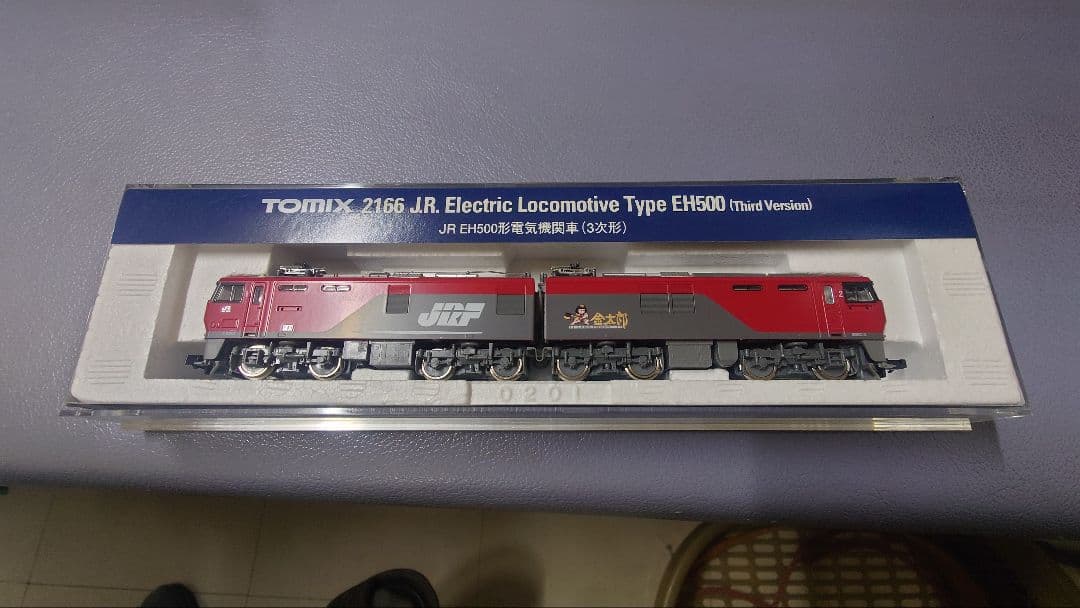 TOMIX 2166 J.R. Electric Locomotive Type EH500 (Third Version)
JR EH500形電気機関車(3次形)
JRF
金太郎
2
0201